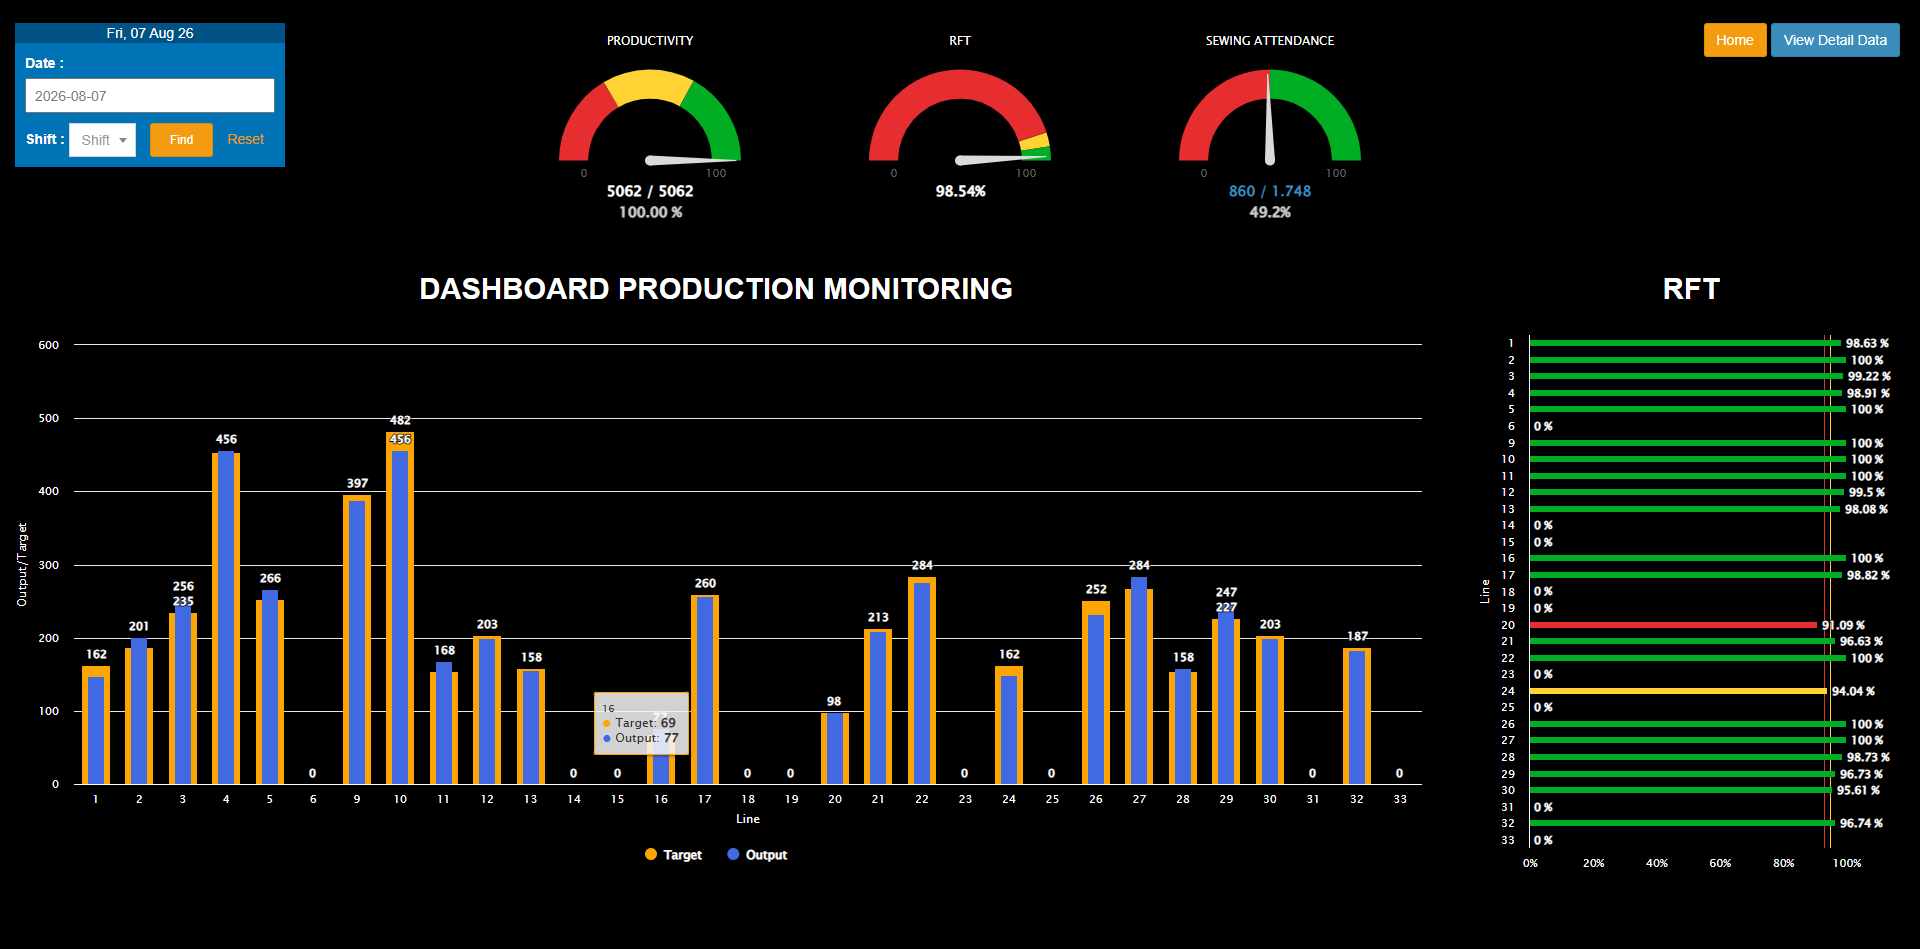 Fri, 07 Aug 26
Date :
2026-08-07
Shift : Shift Find Reset
PRODUCTIVITY
0 100
5062 / 5062
100.00 %
RFT
0 100
98.54%
SEWING ATTENDANCE
0 100
860 / 1.748
49.2%
Home View Detail Data
DASHBOARD PRODUCTION MONITORING
Output/Target
600
500
400
300
200
100
0
162 201 256 235 456 266 0 397 482 456 168 203 158 0 0 260 0 0 98 213 284 0 162 0 252 284 158 247 227 203 0 187 0
16
Target: 69
Output: 77
1 2 3 4 5 6 9 10 11 12 13 14 15 16 17 18 19 20 21 22 23 24 25 26 27 28 29 30 31 32 33
Line
Target Output
RFT
Line
1 98.63 %
2 100 %
3 99.22 %
4 98.91 %
5 100 %
6 0 %
9 100 %
10 100 %
11 100 %
12 99.5 %
13 98.08 %
14 0 %
15 0 %
16 100 %
17 98.82 %
18 0 %
19 0 %
20 91.09 %
21 96.63 %
22 100 %
23 0 %
24 94.04 %
25 0 %
26 100 %
27 100 %
28 98.73 %
29 96.73 %
30 95.61 %
31 0 %
32 96.74 %
33 0 %
0% 20% 40% 60% 80% 100%